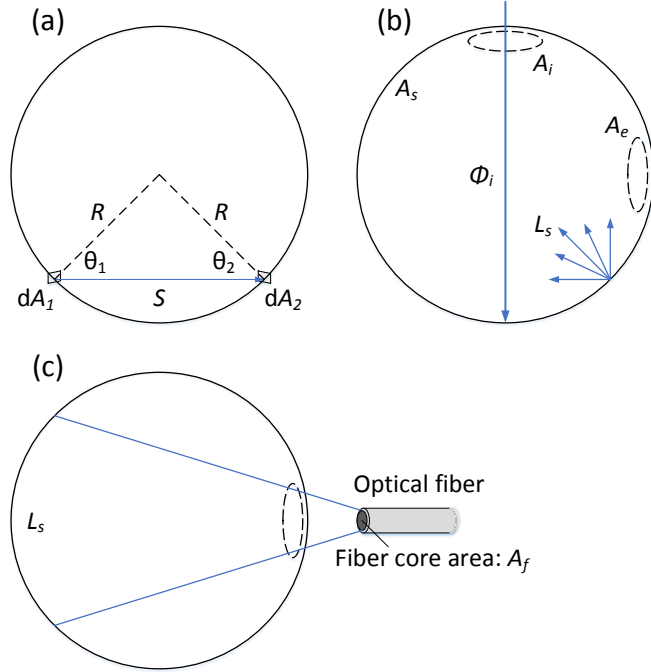 (a)
R
R
θ1
θ2
dA1
S
dA2
(b)
Ai
As
Ae
Φi
Ls
(c)
Optical fiber
Ls
Fiber core area: Af